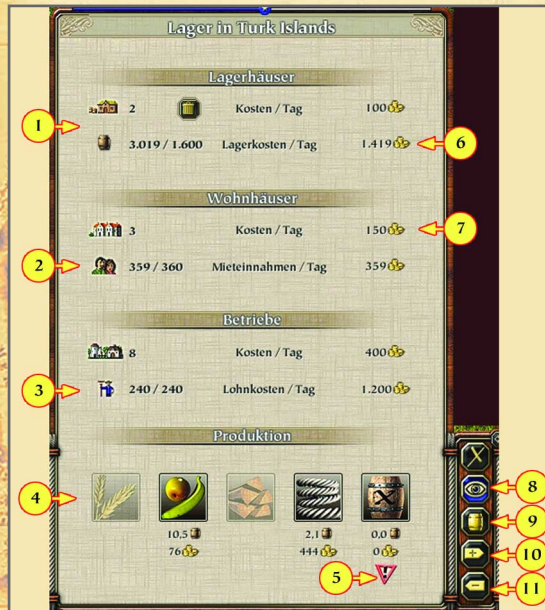 Lager in Turk Islands
Lagerhäuser
2 Kosten / Tag 100
1
3.019 / 1.600 Lagerkosten / Tag 1.419 6
Wohnhäuser
3 Kosten / Tag 150 7
2 359 / 360 Mieteinnahmen / Tag 359
Betriebe
8 Kosten / Tag 400
3 240 / 240 Lohnkosten / Tag 1.200
Produktion
4
8
9
10,5 2,1 0,0
76 444 0
10
5
11